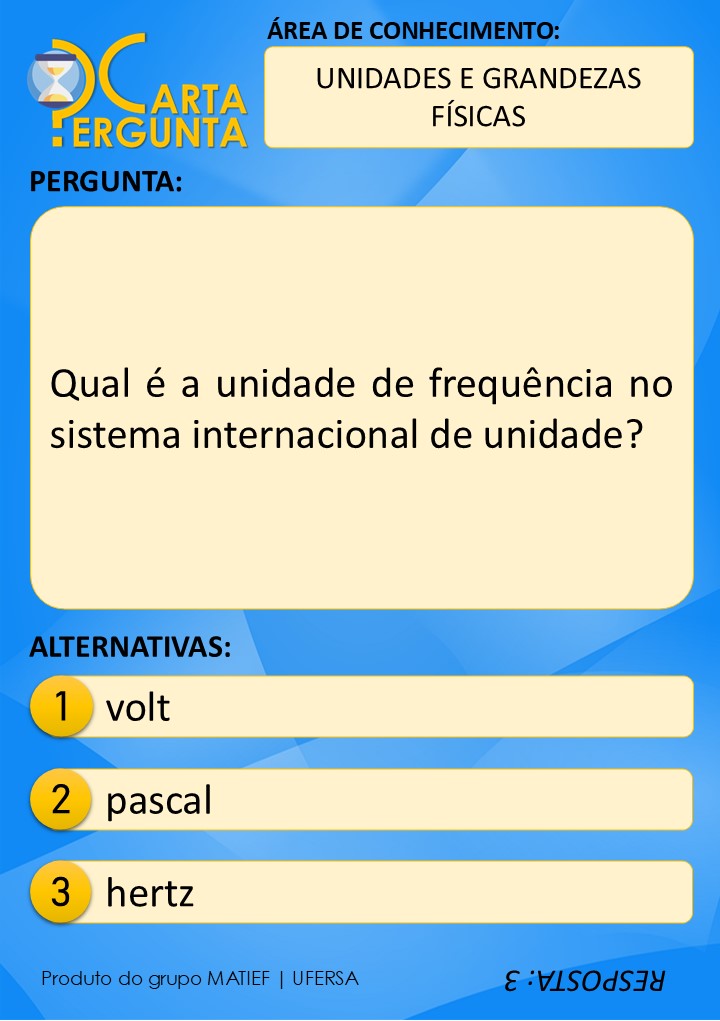 CARTA
PERGUNTA
ÁREA DE CONHECIMENTO:
UNIDADES E GRANDEZAS
FÍSICAS
PERGUNTA:
Qual é a unidade de frequência no
sistema internacional de unidade?
ALTERNATIVAS:
1 volt
2 pascal
3 hertz
Produto do grupo MATIEF | UFERSA
RESPOSTA: 3